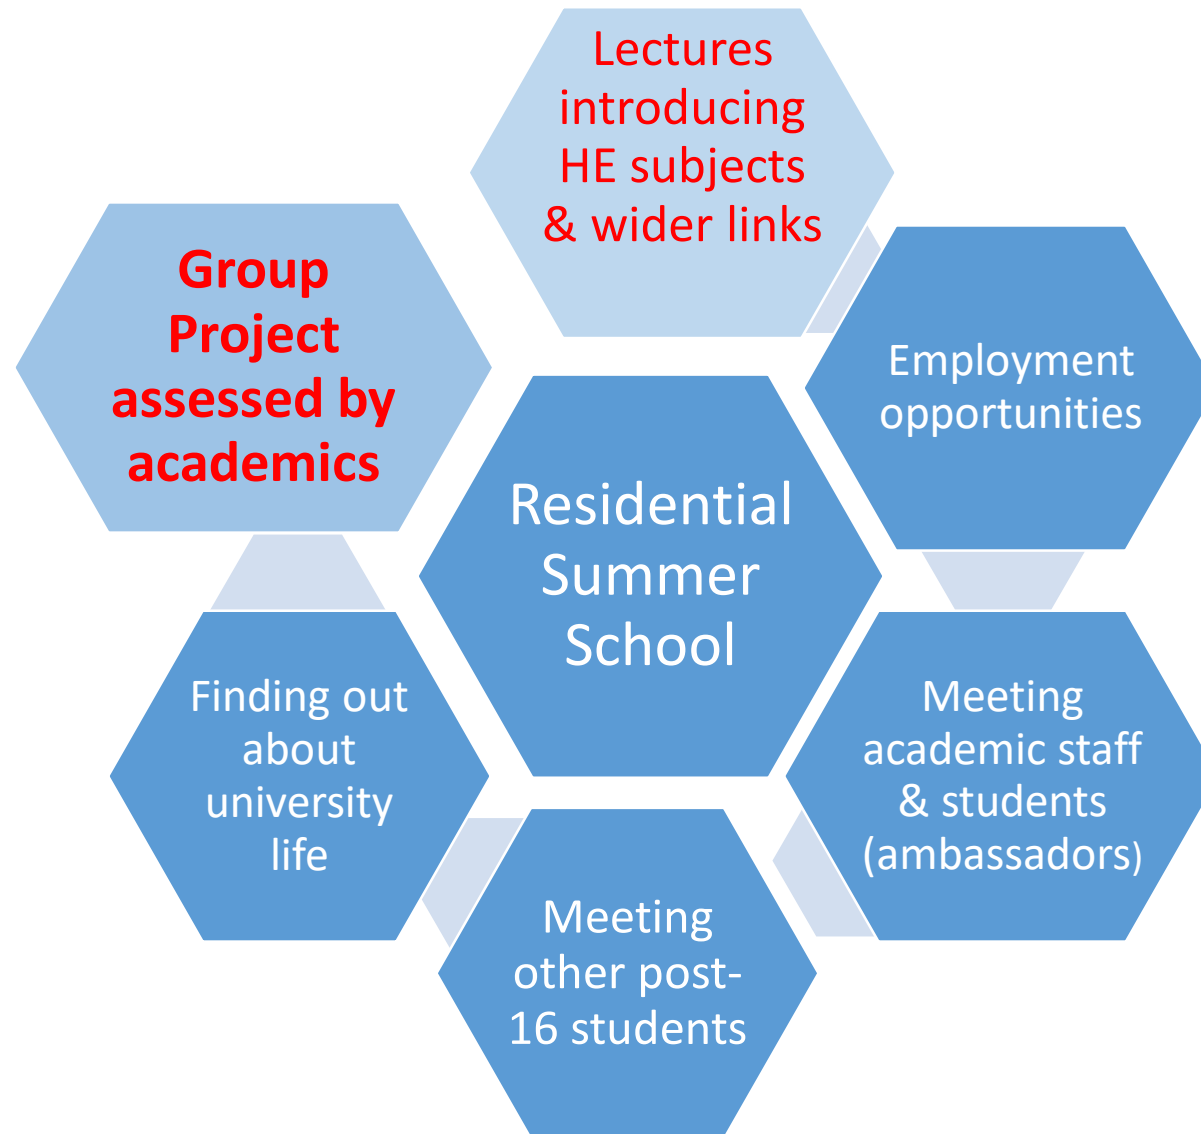 Lectures
introducing
HE subjects
& wider links
Group
Project
assessed by
academics
Employment
opportunities
Residential
Summer
School
Finding out
about
university
life
Meeting
academic staff
& students
(ambassadors)
Meeting
other post-
16 students